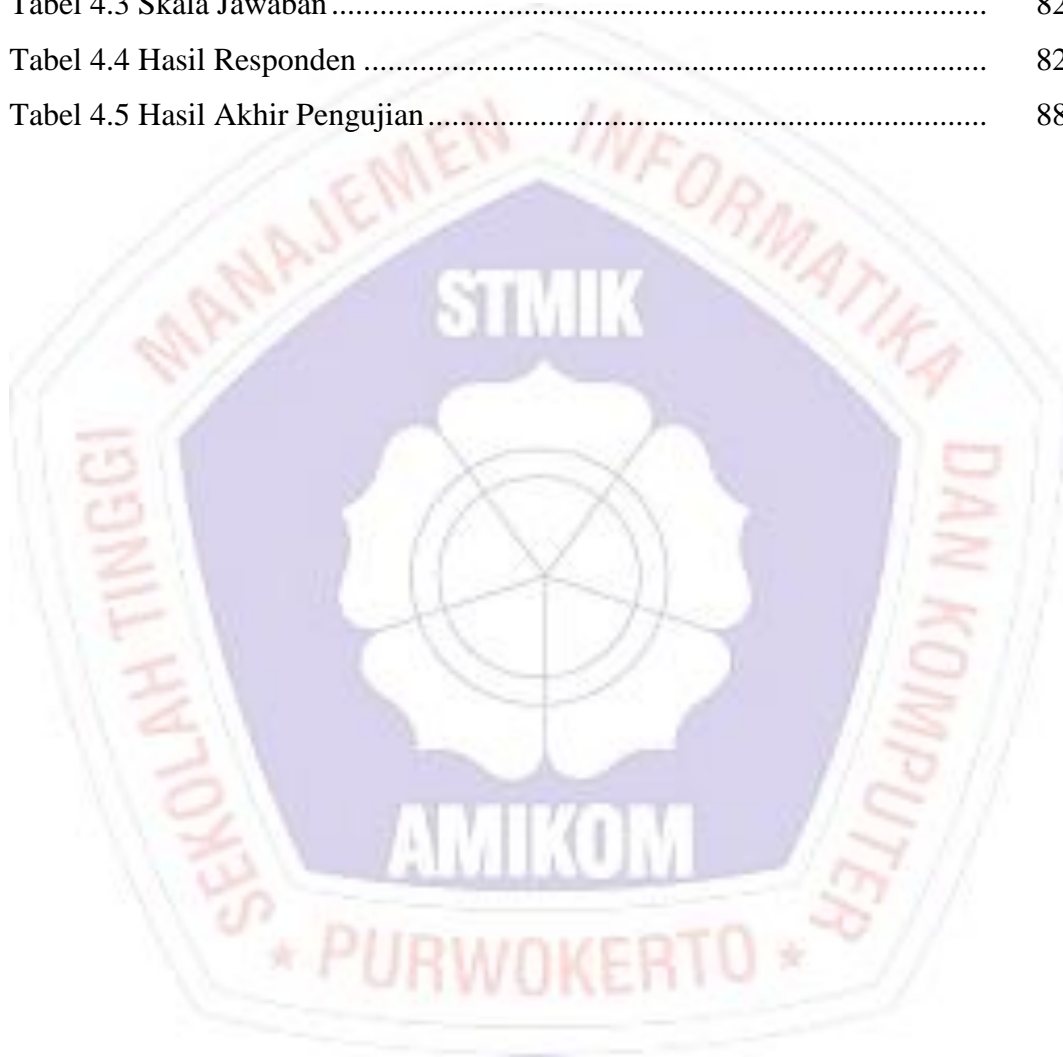 Tabel 4.3 Skala Jawaban ........................................................................................ 82
Tabel 4.4 Hasil Responden .................................................................................... 82
Tabel 4.5 Hasil Akhir Pengujian ........................................................................... 88
SEKOLAH TINGGI MANAJEMEN INFORMATIKA DAN KOMPUTER
STMIK
AMIKOM
* PURWOKERTO *